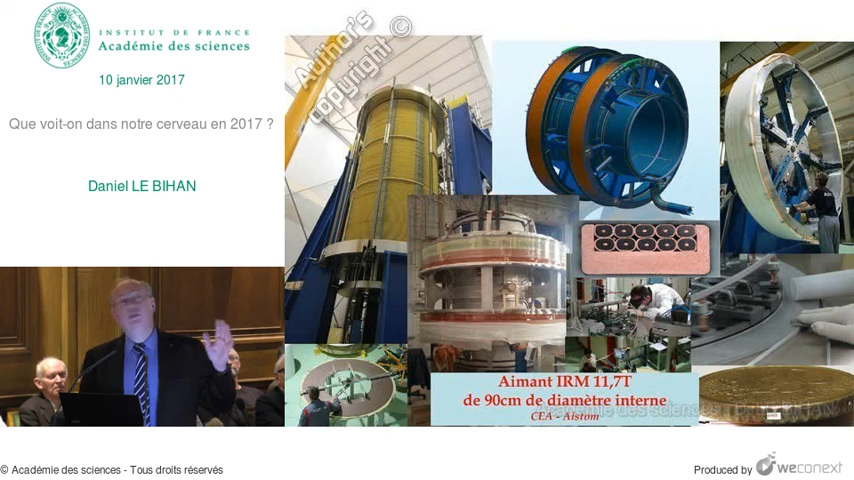 INSTITUT DE FRANCE
Académie des sciences
10 janvier 2017
Que voit-on dans notre cerveau en 2017 ?
Daniel LE BIHAN
Author's
copyright ©
Aimant IRM 11,7T
de 90cm de diamètre interne
CEA - Alstom
© Académie des sciences - Tous droits réservés
Produced by weconext